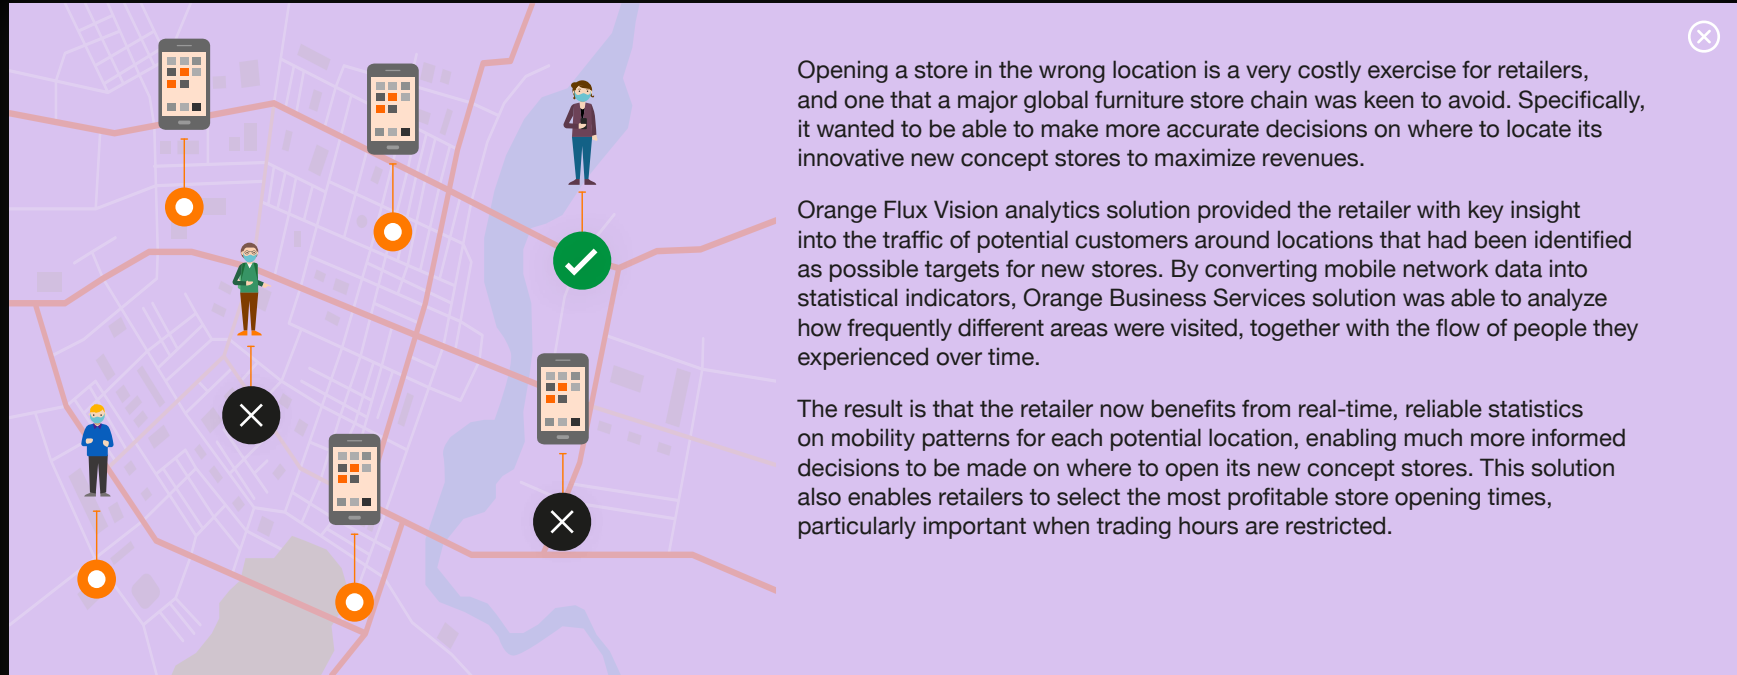 Opening a store in the wrong location is a very costly exercise for retailers,
and one that a major global furniture store chain was keen to avoid. Specifically,
it wanted to be able to make more accurate decisions on where to locate its
innovative new concept stores to maximize revenues.
Orange Flux Vision analytics solution provided the retailer with key insight
into the traffic of potential customers around locations that had been identified
as possible targets for new stores. By converting mobile network data into
statistical indicators, Orange Business Services solution was able to analyze
how frequently different areas were visited, together with the flow of people they
experienced over time.
The result is that the retailer now benefits from real-time, reliable statistics
on mobility patterns for each potential location, enabling much more informed
decisions to be made on where to open its new concept stores. This solution
also enables retailers to select the most profitable store opening times,
particularly important when trading hours are restricted.